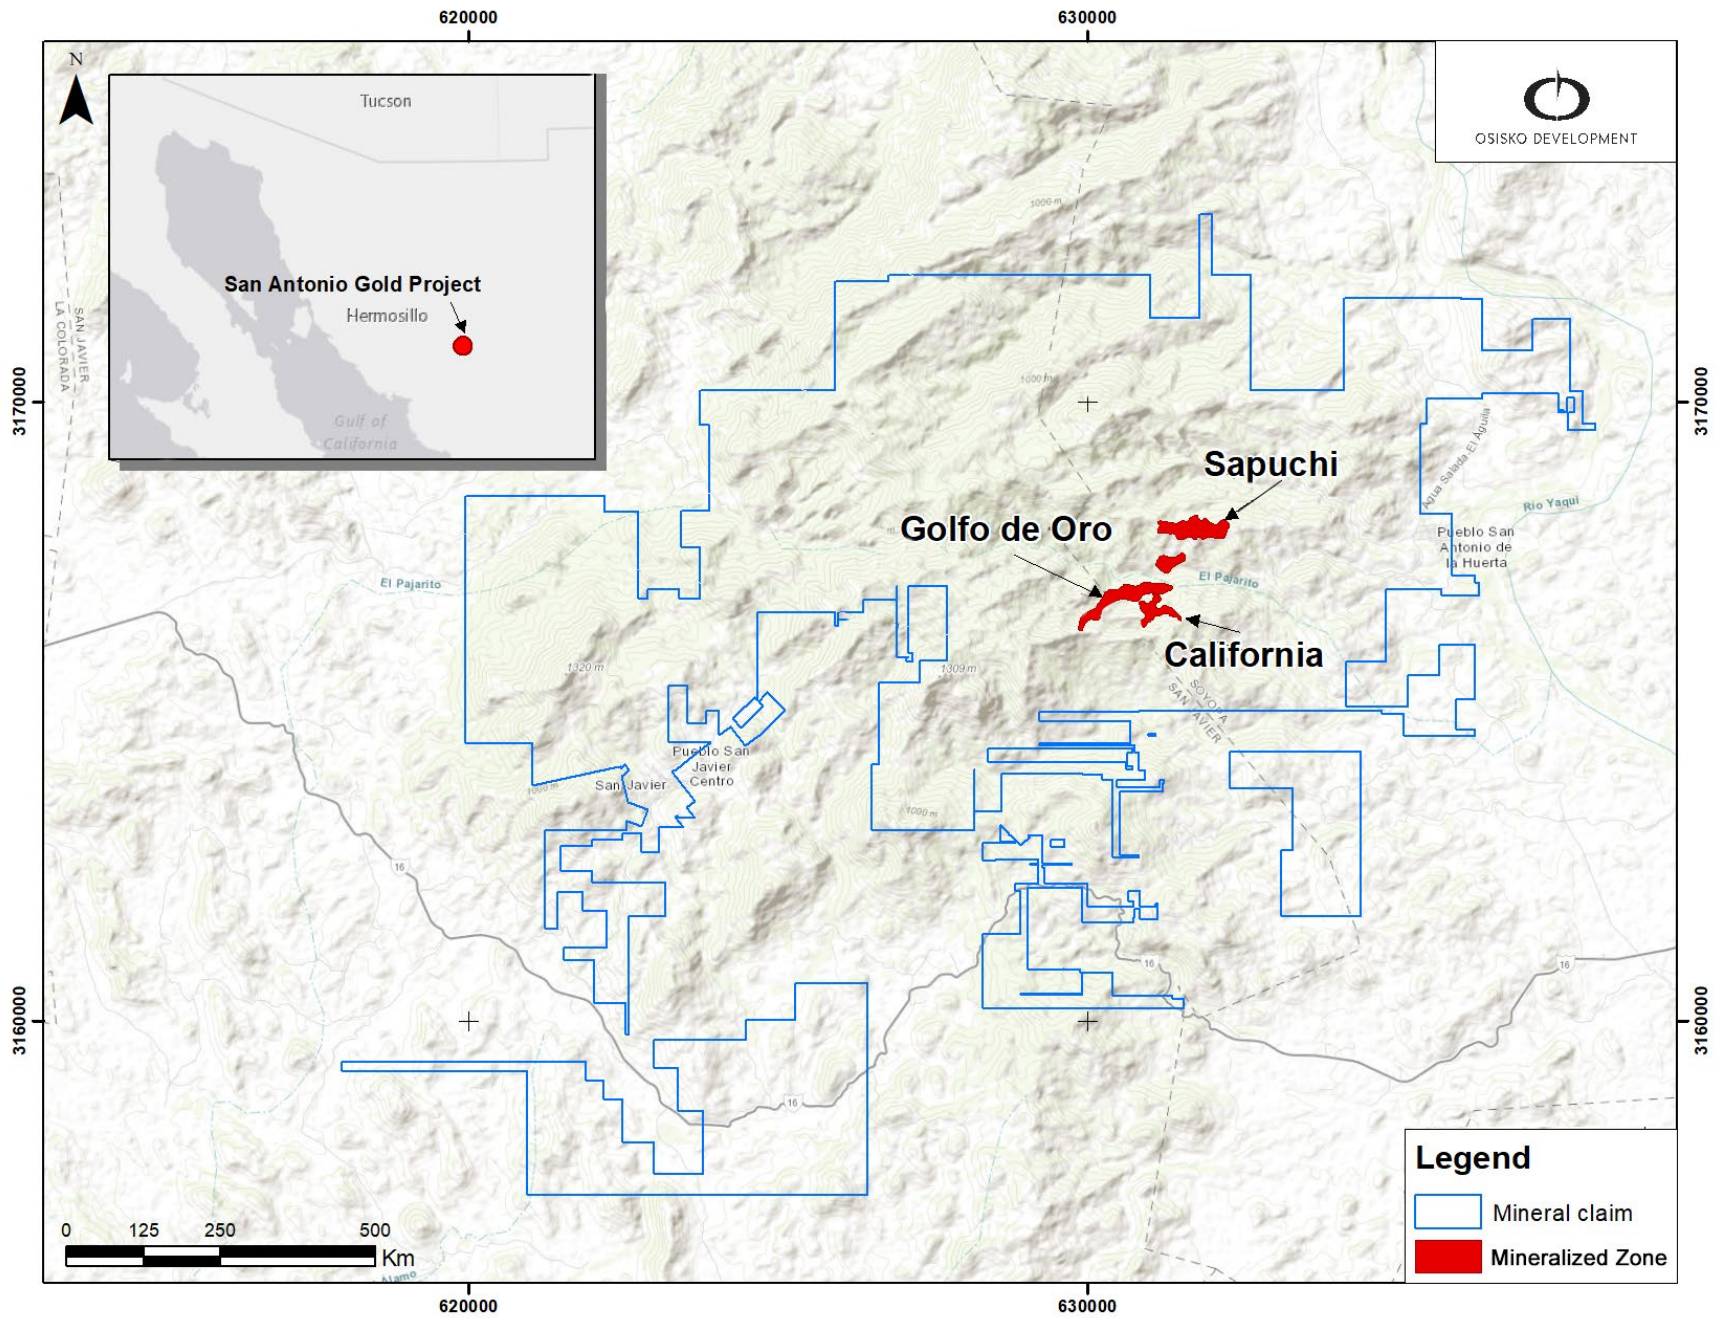 620000
630000
N
Tucson
San Antonio Gold Project
Hermosillo
Gulf of
California
OSISKO DEVELOPMENT
1000 m
SAN JAVIER
LA COLORADA
3170000
3170000
1000 m
Sapuchi
Agua Salada El Aguila
Rio Yaqui
Golfo de Oro
Pueblo San
Antonio de
la Huerta
El Pajarito
El Pajarito
California
1320 m
1309 m
SOYOPA
SAN JAVIER
Pueblo San
Javier
Centro
San Javier
1000 m
1000 m
16
16
16
3160000
3160000
16
Legend
Mineral claim
Mineralized Zone
0 125 250 500
Km
Alamo
620000
630000